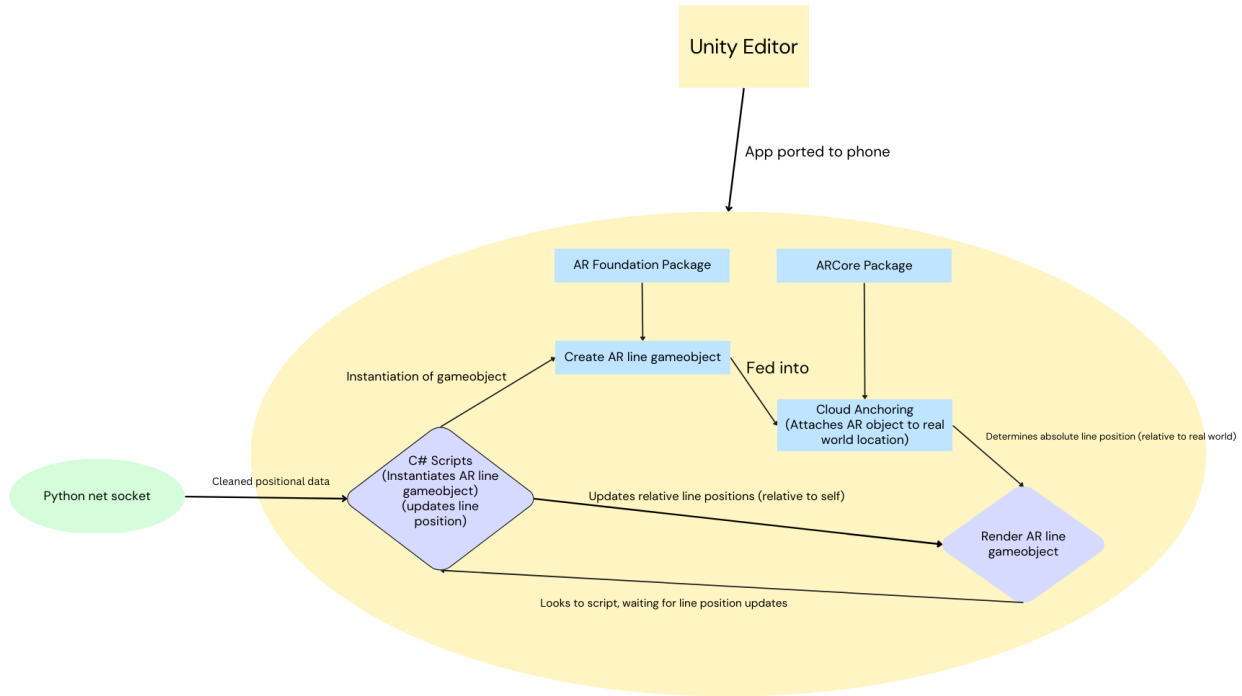 Unity Editor
App ported to phone
AR Foundation Package
ARCore Package
Create AR line gameobject
Fed into
Instantiation of gameobject
Cloud Anchoring
(Attaches AR object to real
world location)
Determines absolute line position (relative to real world)
C# Scripts
(Instantiates AR line
gameobject)
(updates line
position)
Cleaned positional data
Python net socket
Updates relative line positions (relative to self)
Render AR line
gameobject
Looks to script, waiting for line position updates